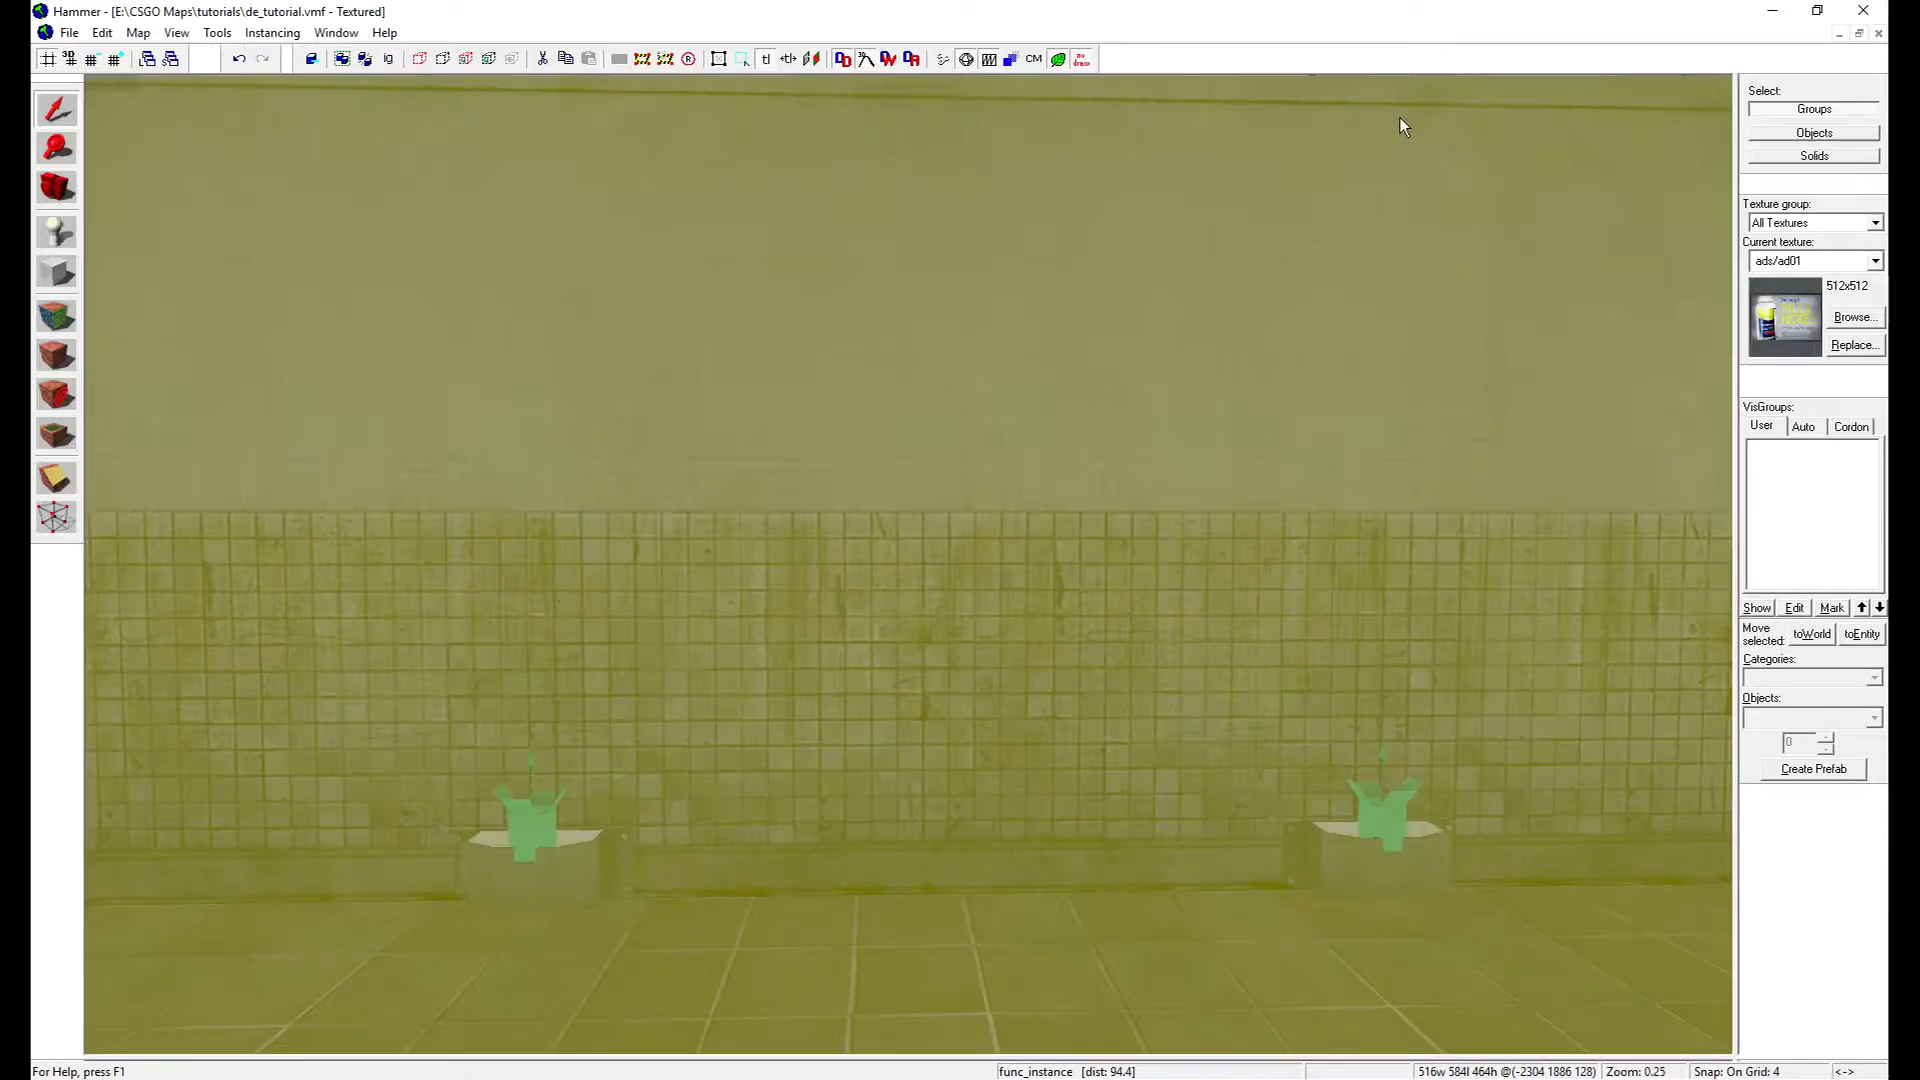 Hammer - [E:\CSGO Maps\tutorials\de_tutorial.vmf - Textured]
File Edit Map View Tools Instancing Window Help
3D ig tl CM
Select:
Groups
Objects
Solids
Texture group:
All Textures
Current texture:
ads/ad01
512x512
Browse...
Replace...
VisGroups:
User Auto Cordon
Show Edit Mark
Move selected: toWorld toEntity
Categories:
Objects:
0
Create Prefab
For Help, press F1
func_instance [dist: 94.4]
516w 584l 464h @(-2304 1886 128)
Zoom: 0.25
Snap: On Grid: 4
<->